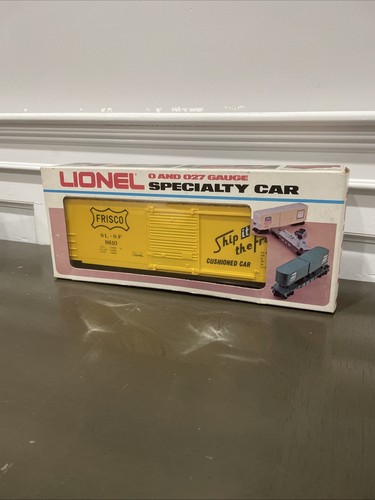 LIONEL O AND O27 GAUGE
SPECIALTY CAR
FRISCO
SL-SF
9610
Ship it
the Fr
CUSHIONED CAR